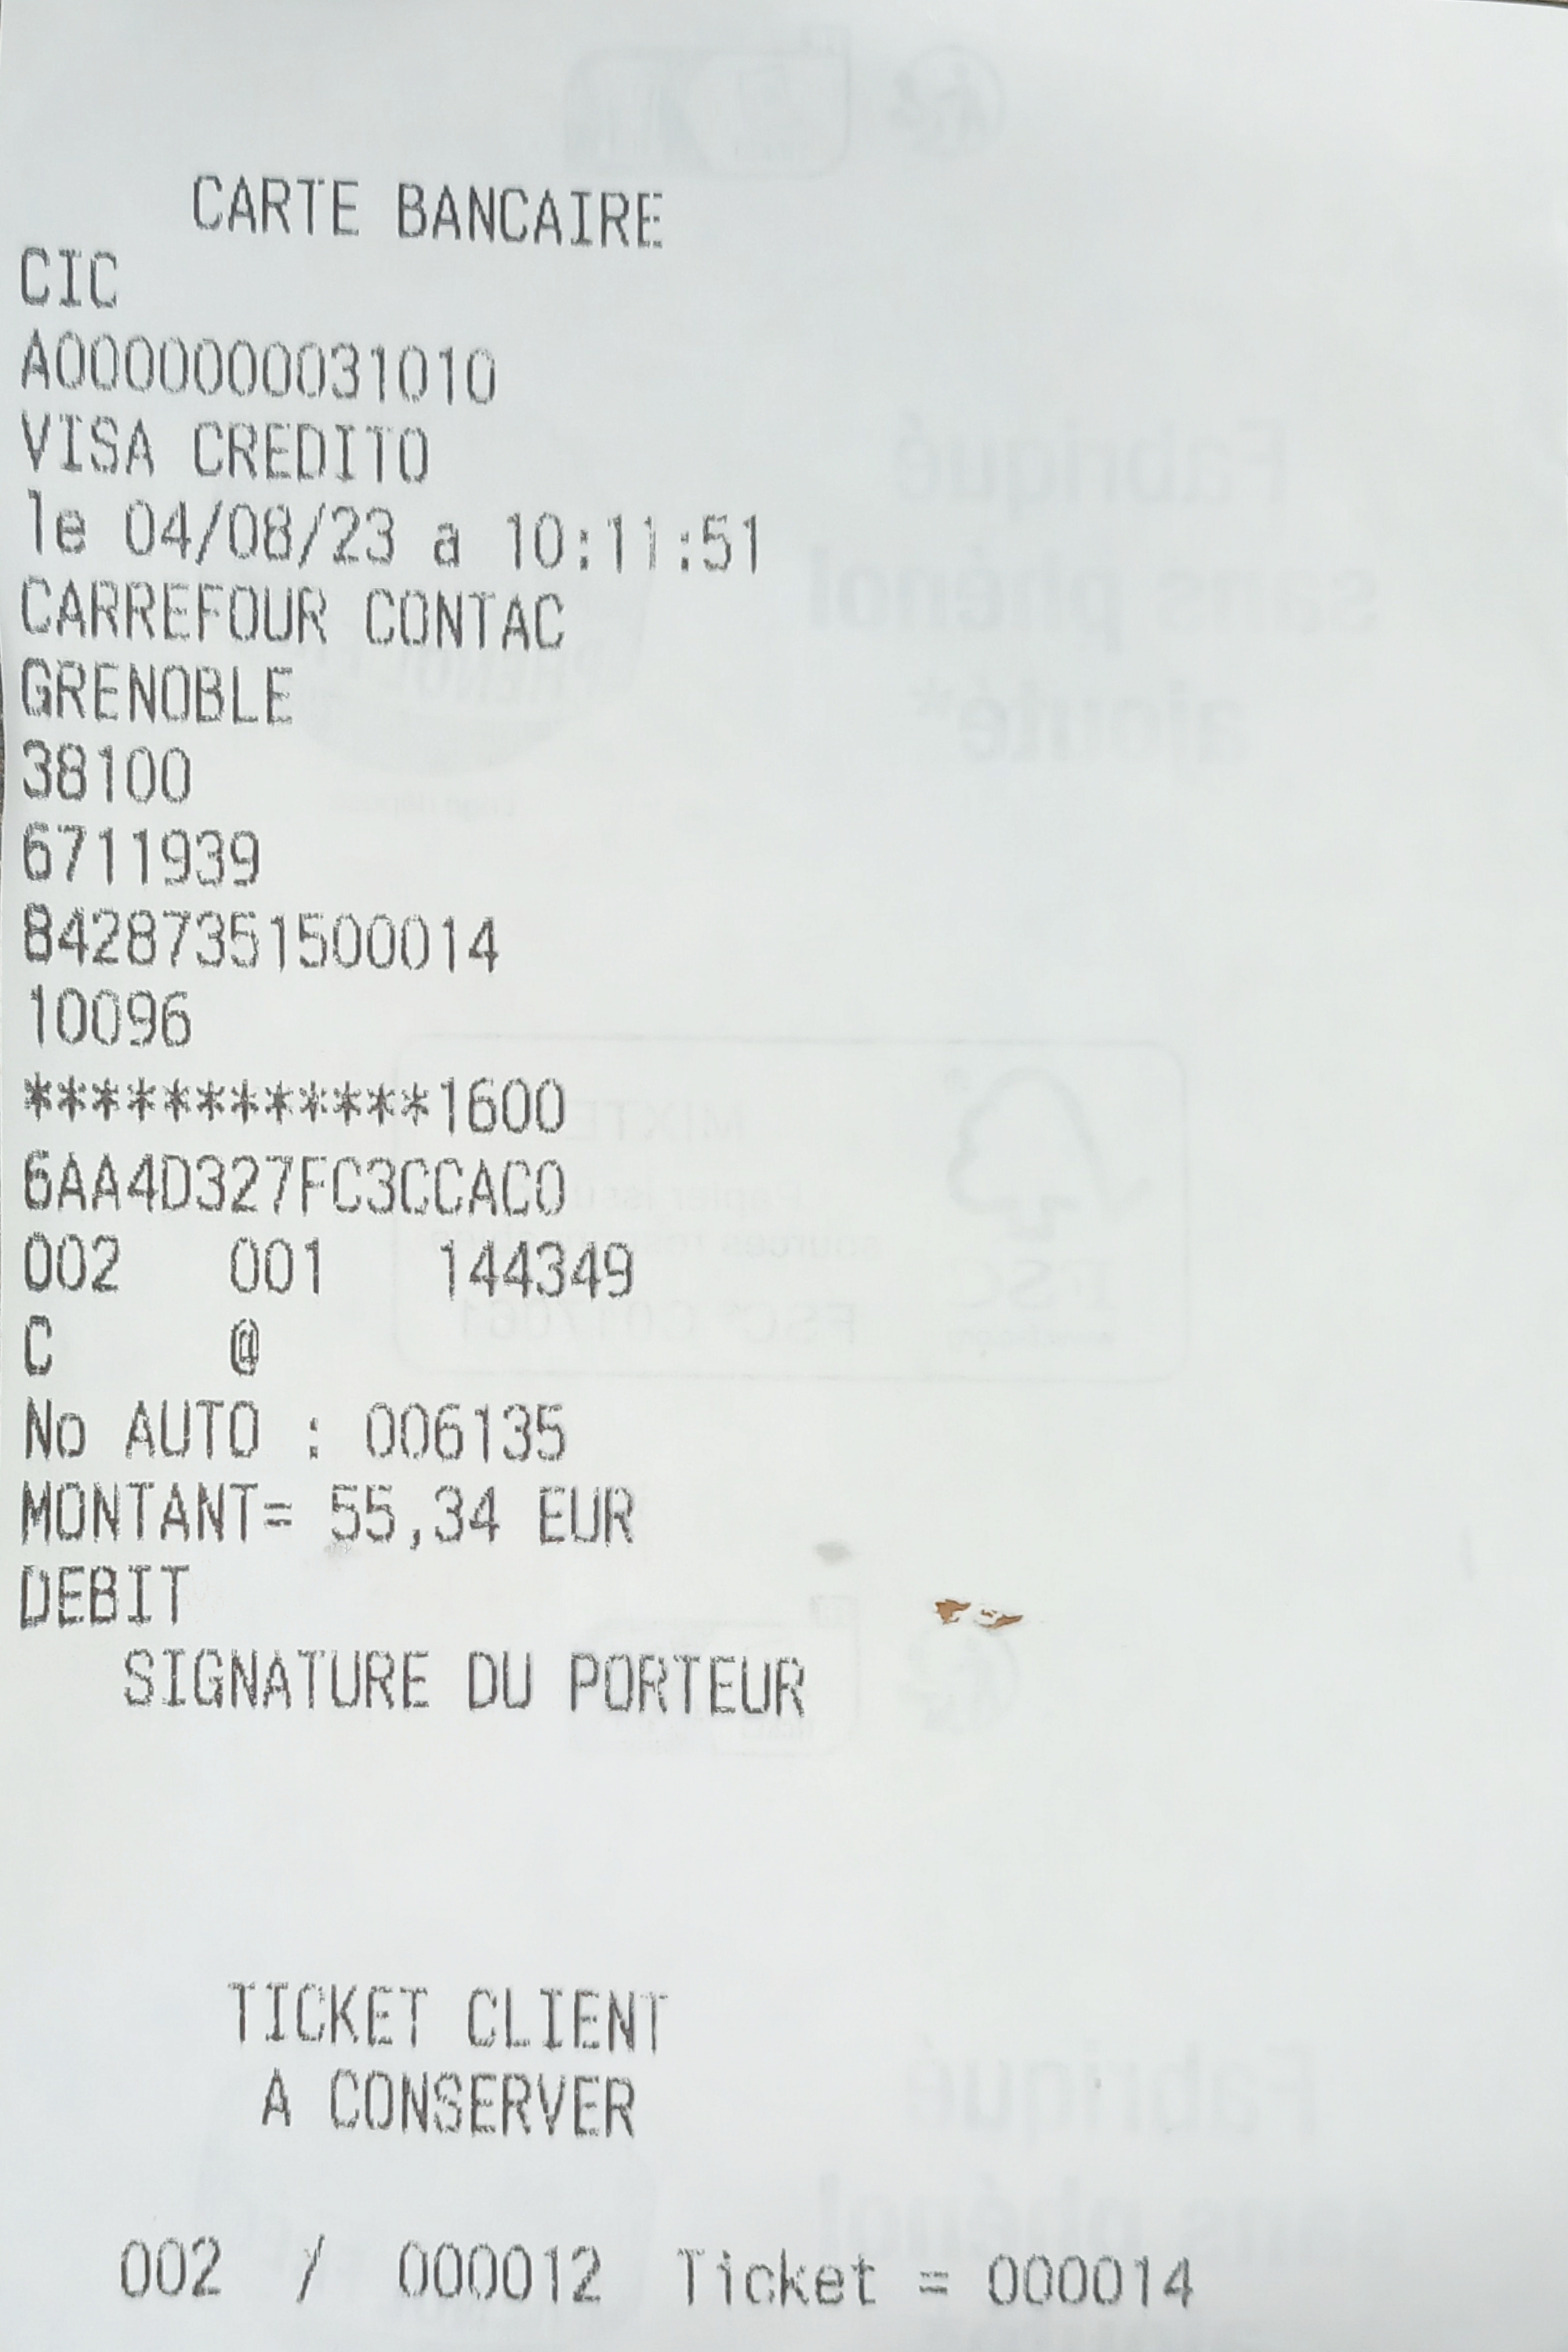 CARTE BANCAIRE
CIC
A0000000031010
VISA CREDITO
le 04/08/23 a 10:11:51
CARREFOUR CONTAC
GRENOBLE
38100
6711939
84287351500014
10096
************1600
6AA4D327FC3CCAC0
002 001 144349
C @
No AUTO : 006135
MONTANT= 55,34 EUR
DEBIT
SIGNATURE DU PORTEUR
TICKET CLIENT
A CONSERVER
002 / 000012 Ticket = 000014